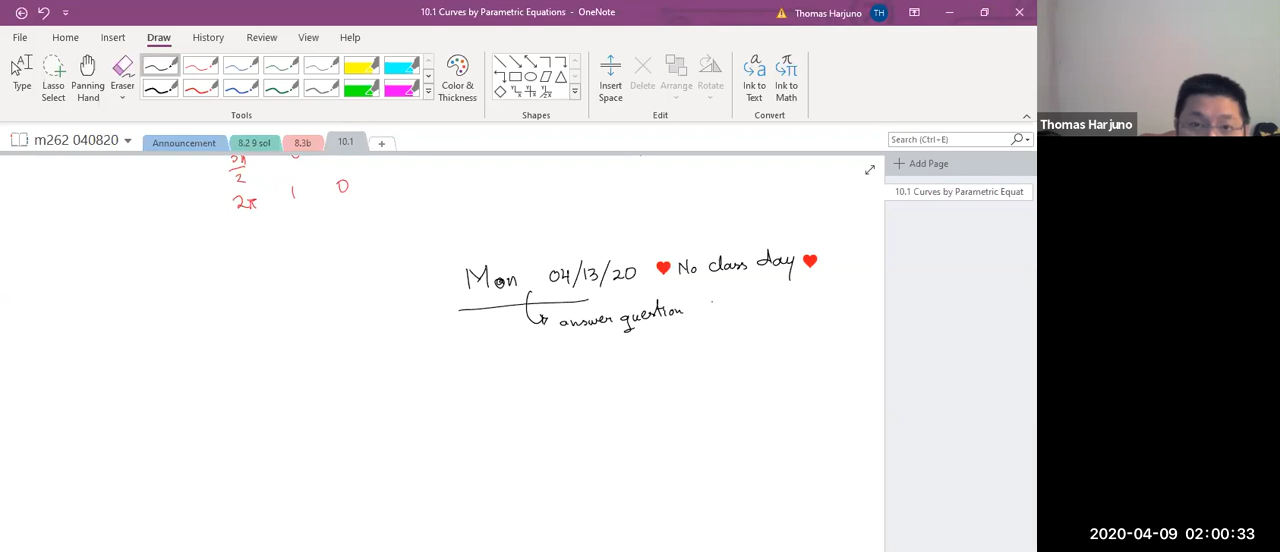 10.1 Curves by Parametric Equations - OneNote
Thomas Harjuno TH
File Home Insert Draw History Review View Help
Type
Lasso Select
Panning Hand
Eraser
Color & Thickness
Insert Space
Delete
Arrange
Rotate
Ink to Text
Ink to Math
Tools
Shapes
Edit
Convert
m262 040820
Announcement
8.2 9 sol
8.3b
10.1
Search (Ctrl+E)
Add Page
10.1 Curves by Parametric Equat
2
2π 1 0
Mon 04/13/20 ♥ No class day ♥
answer question
Thomas Harjuno
2020-04-09 02:00:33